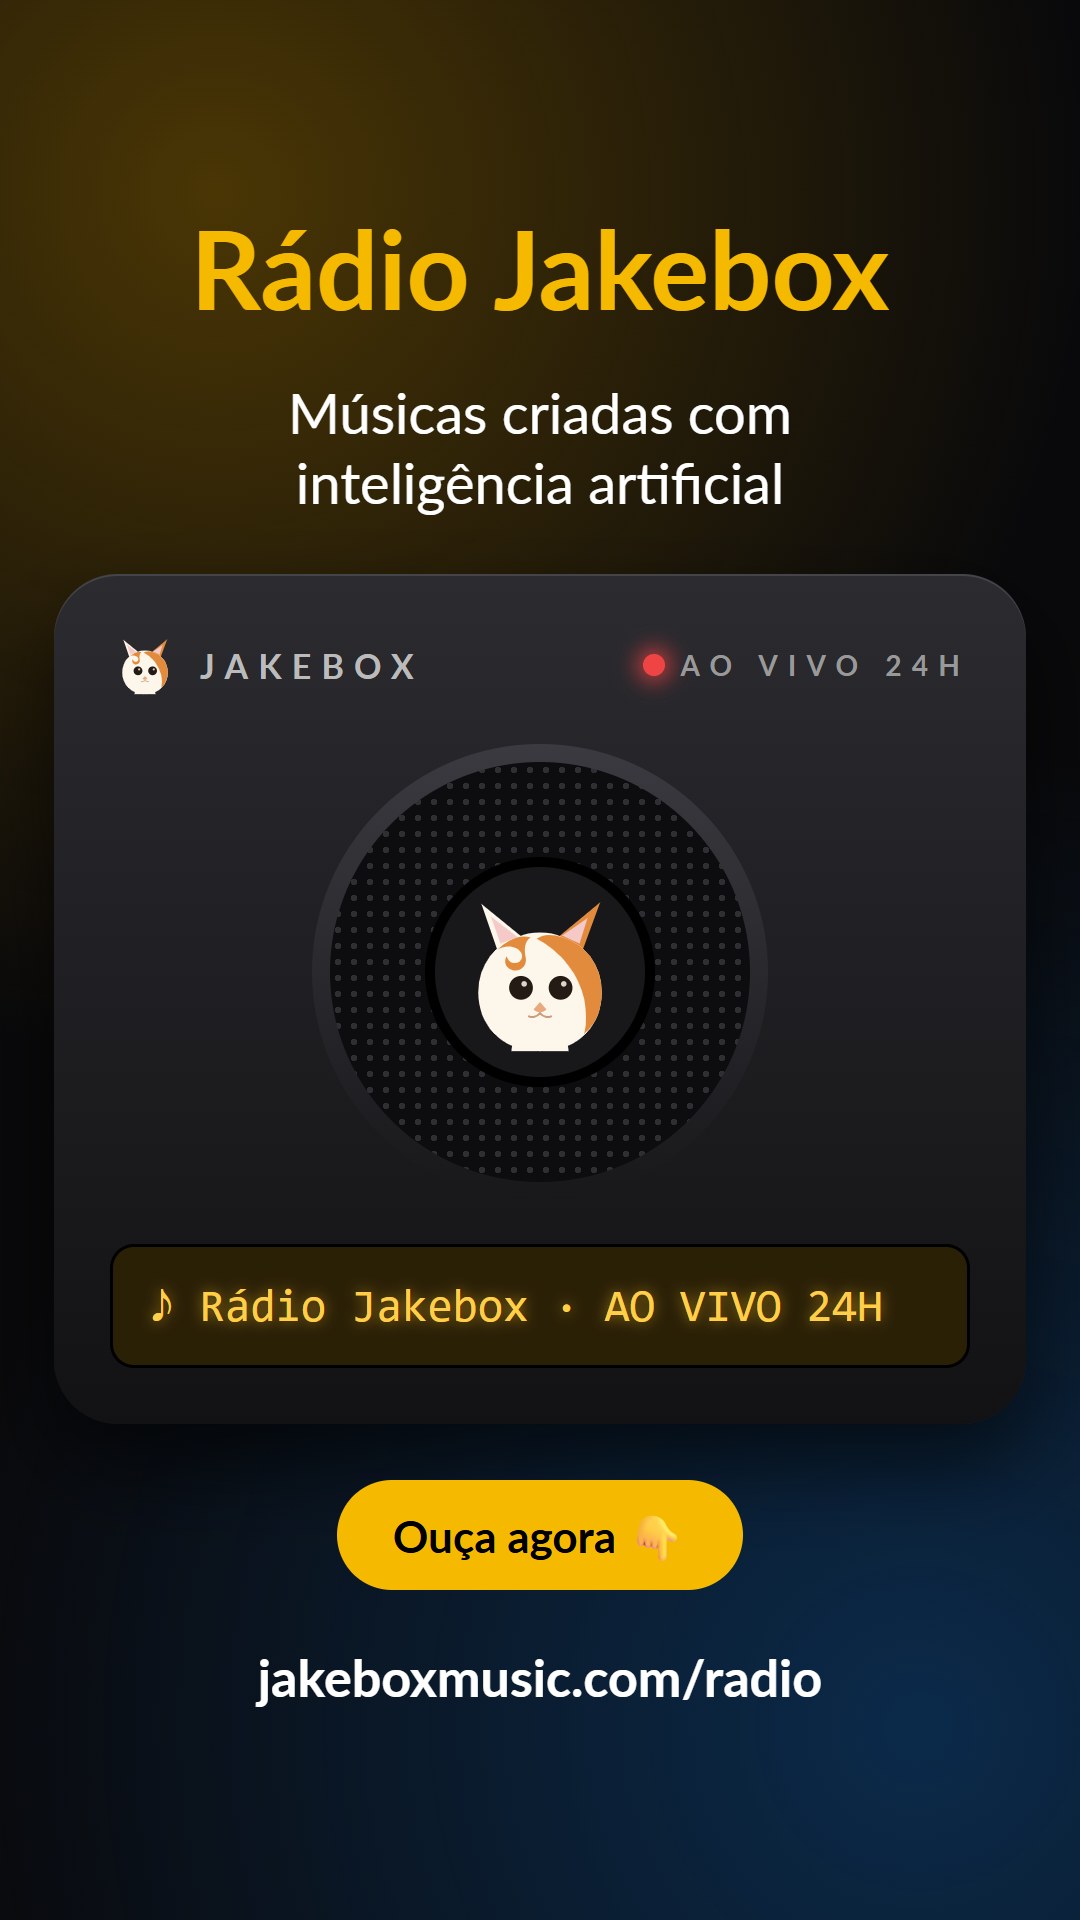 Rádio Jakebox
Músicas criadas com
inteligência artificial
JAKEBOX
AO VIVO 24H
♪ Rádio Jakebox · AO VIVO 24H
Ouça agora 👇
jakeboxmusic.com/radio